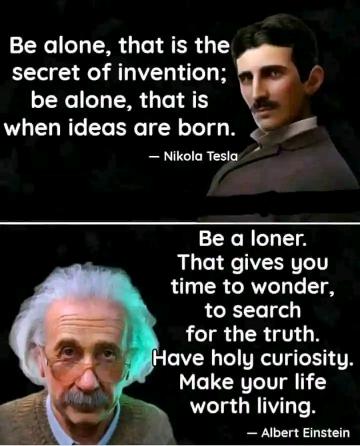 Be alone, that is the
secret of invention;
be alone, that is
when ideas are born.
— Nikola Tesla
Be a loner.
That gives you
time to wonder,
to search
for the truth.
Have holy curiosity.
Make your life
worth living.
— Albert Einstein